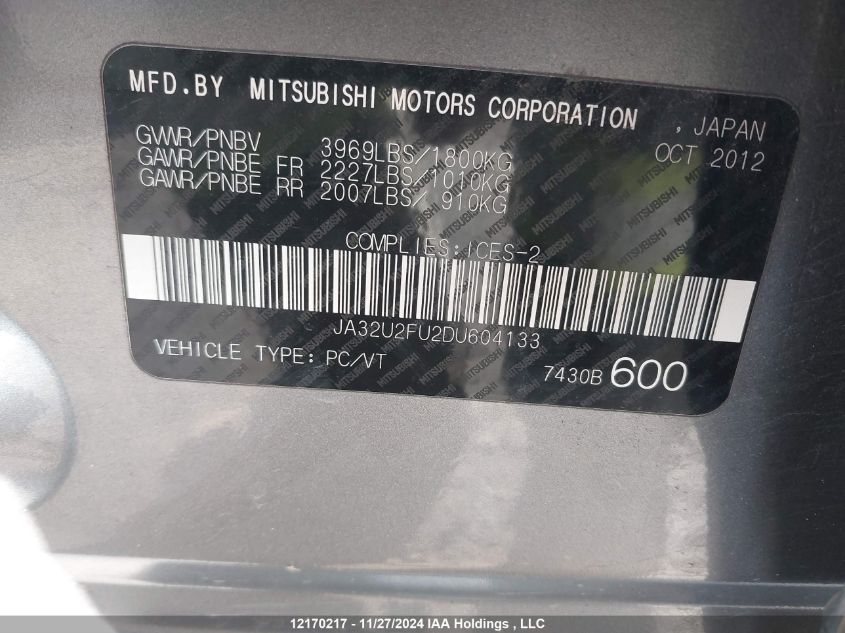 MFD.BY MITSUBISHI MOTORS CORPORATION , JAPAN
OCT 2012
GVWR/PNBV 3969LBS/1800KG
GAWR/PNBE FR 2227LBS/1010KG
GAWR/PNBE RR 2007LBS/ 910KG
COMPLIES:ICES-2
JA32U2FU2DU604133
VEHICLE TYPE: PC/VT
7430B 600
12170217 - 11/27/2024 IAA Holdings , LLC